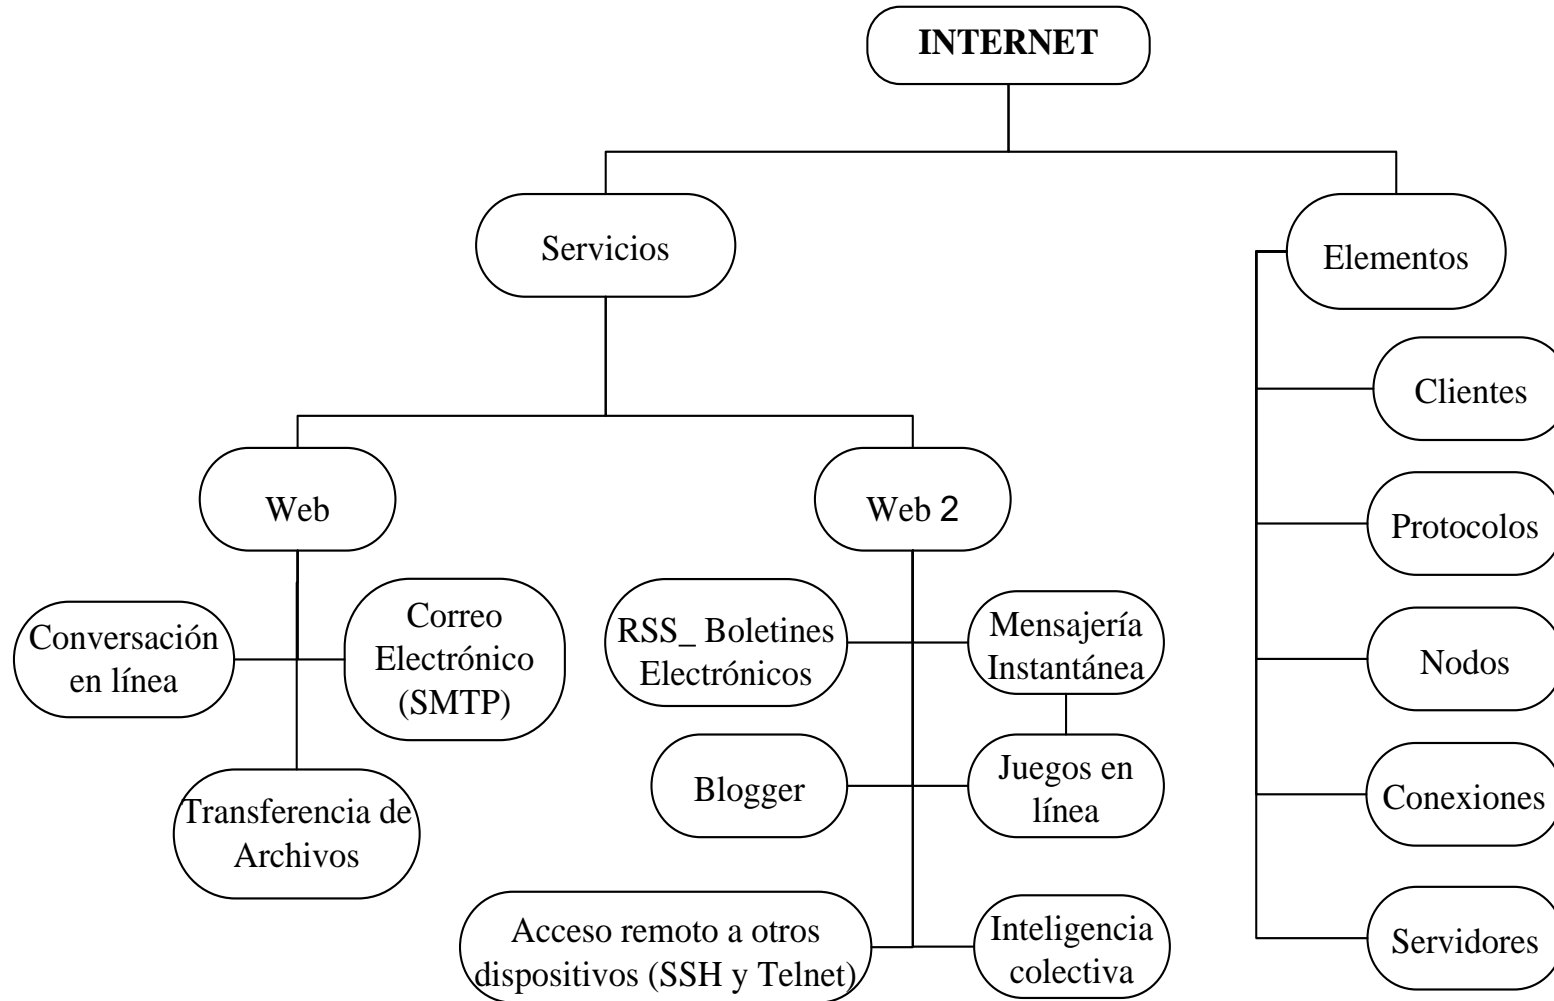 INTERNET
Servicios
Elementos
Clientes
Web
Web 2
Protocolos
Conversación
en línea
Correo
Electrónico
(SMTP)
RSS_ Boletines
Electrónicos
Mensajería
Instantánea
Nodos
Transferencia de
Archivos
Blogger
Juegos en
línea
Conexiones
Acceso remoto a otros
dispositivos (SSH y Telnet)
Inteligencia
colectiva
Servidores